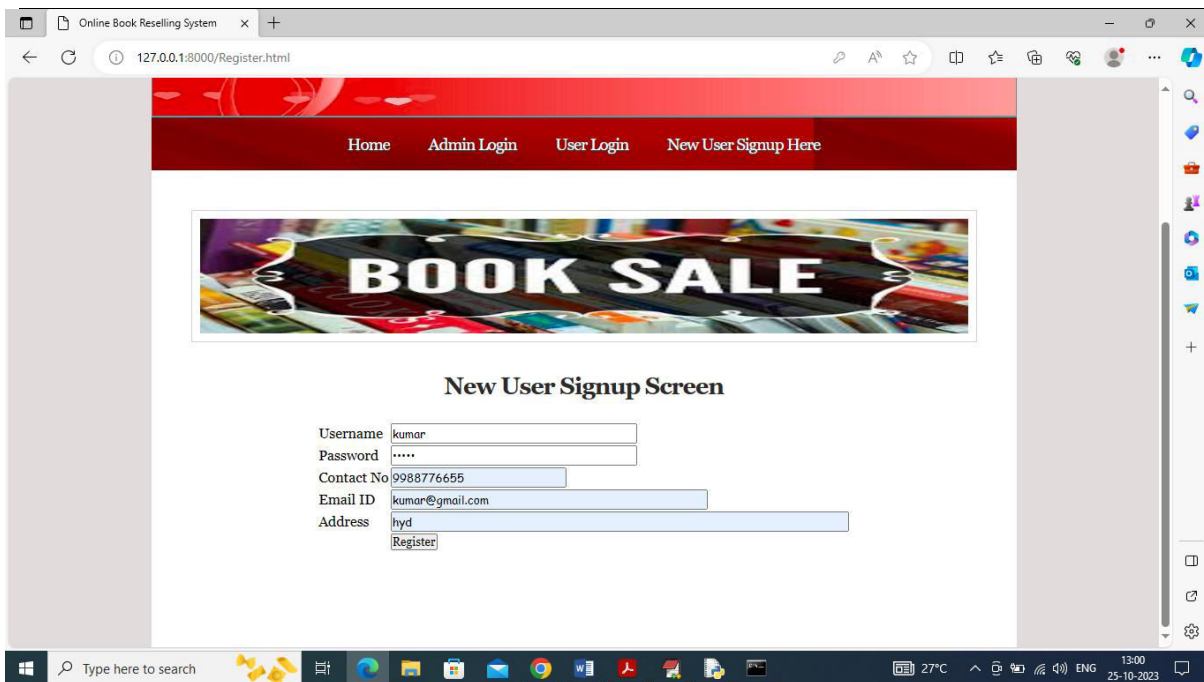 Online Book Reselling System
127.0.0.1:8000/Register.html
Home Admin Login User Login New User Signup Here
BOOK SALE
New User Signup Screen
Username kumar
Password •••••
Contact No 9988776655
Email ID kumar@gmail.com
Address hyd
Register
Type here to search
27°C
ENG
13:00
25-10-2023